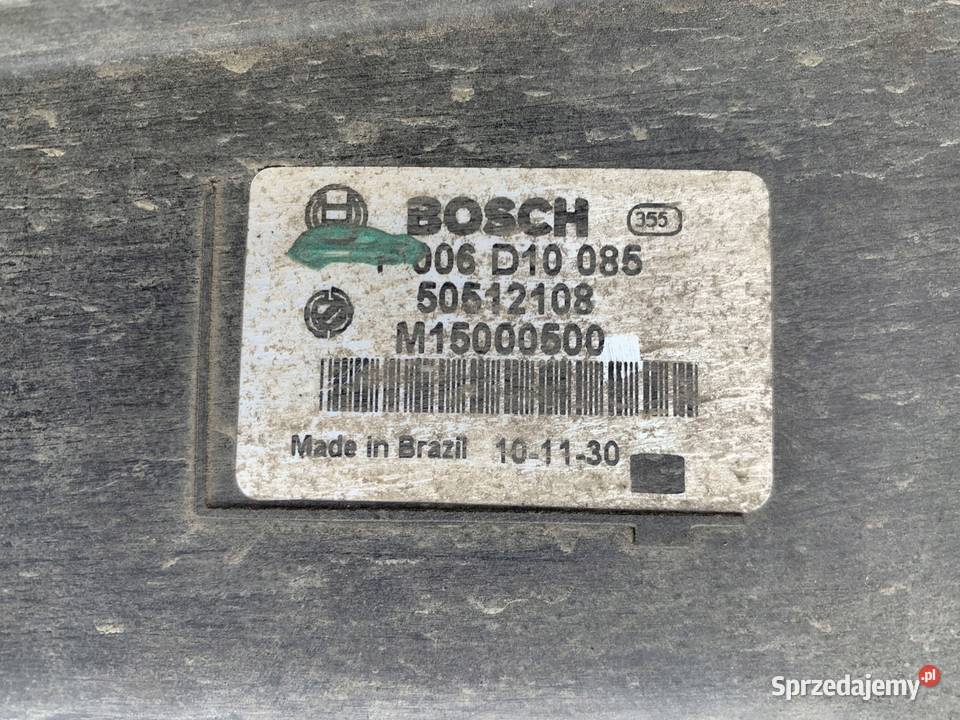 BOSCH 355
006 D10 085
50512108
M15000500
Made in Brazil 10-11-30
Sprzedajemy.pl